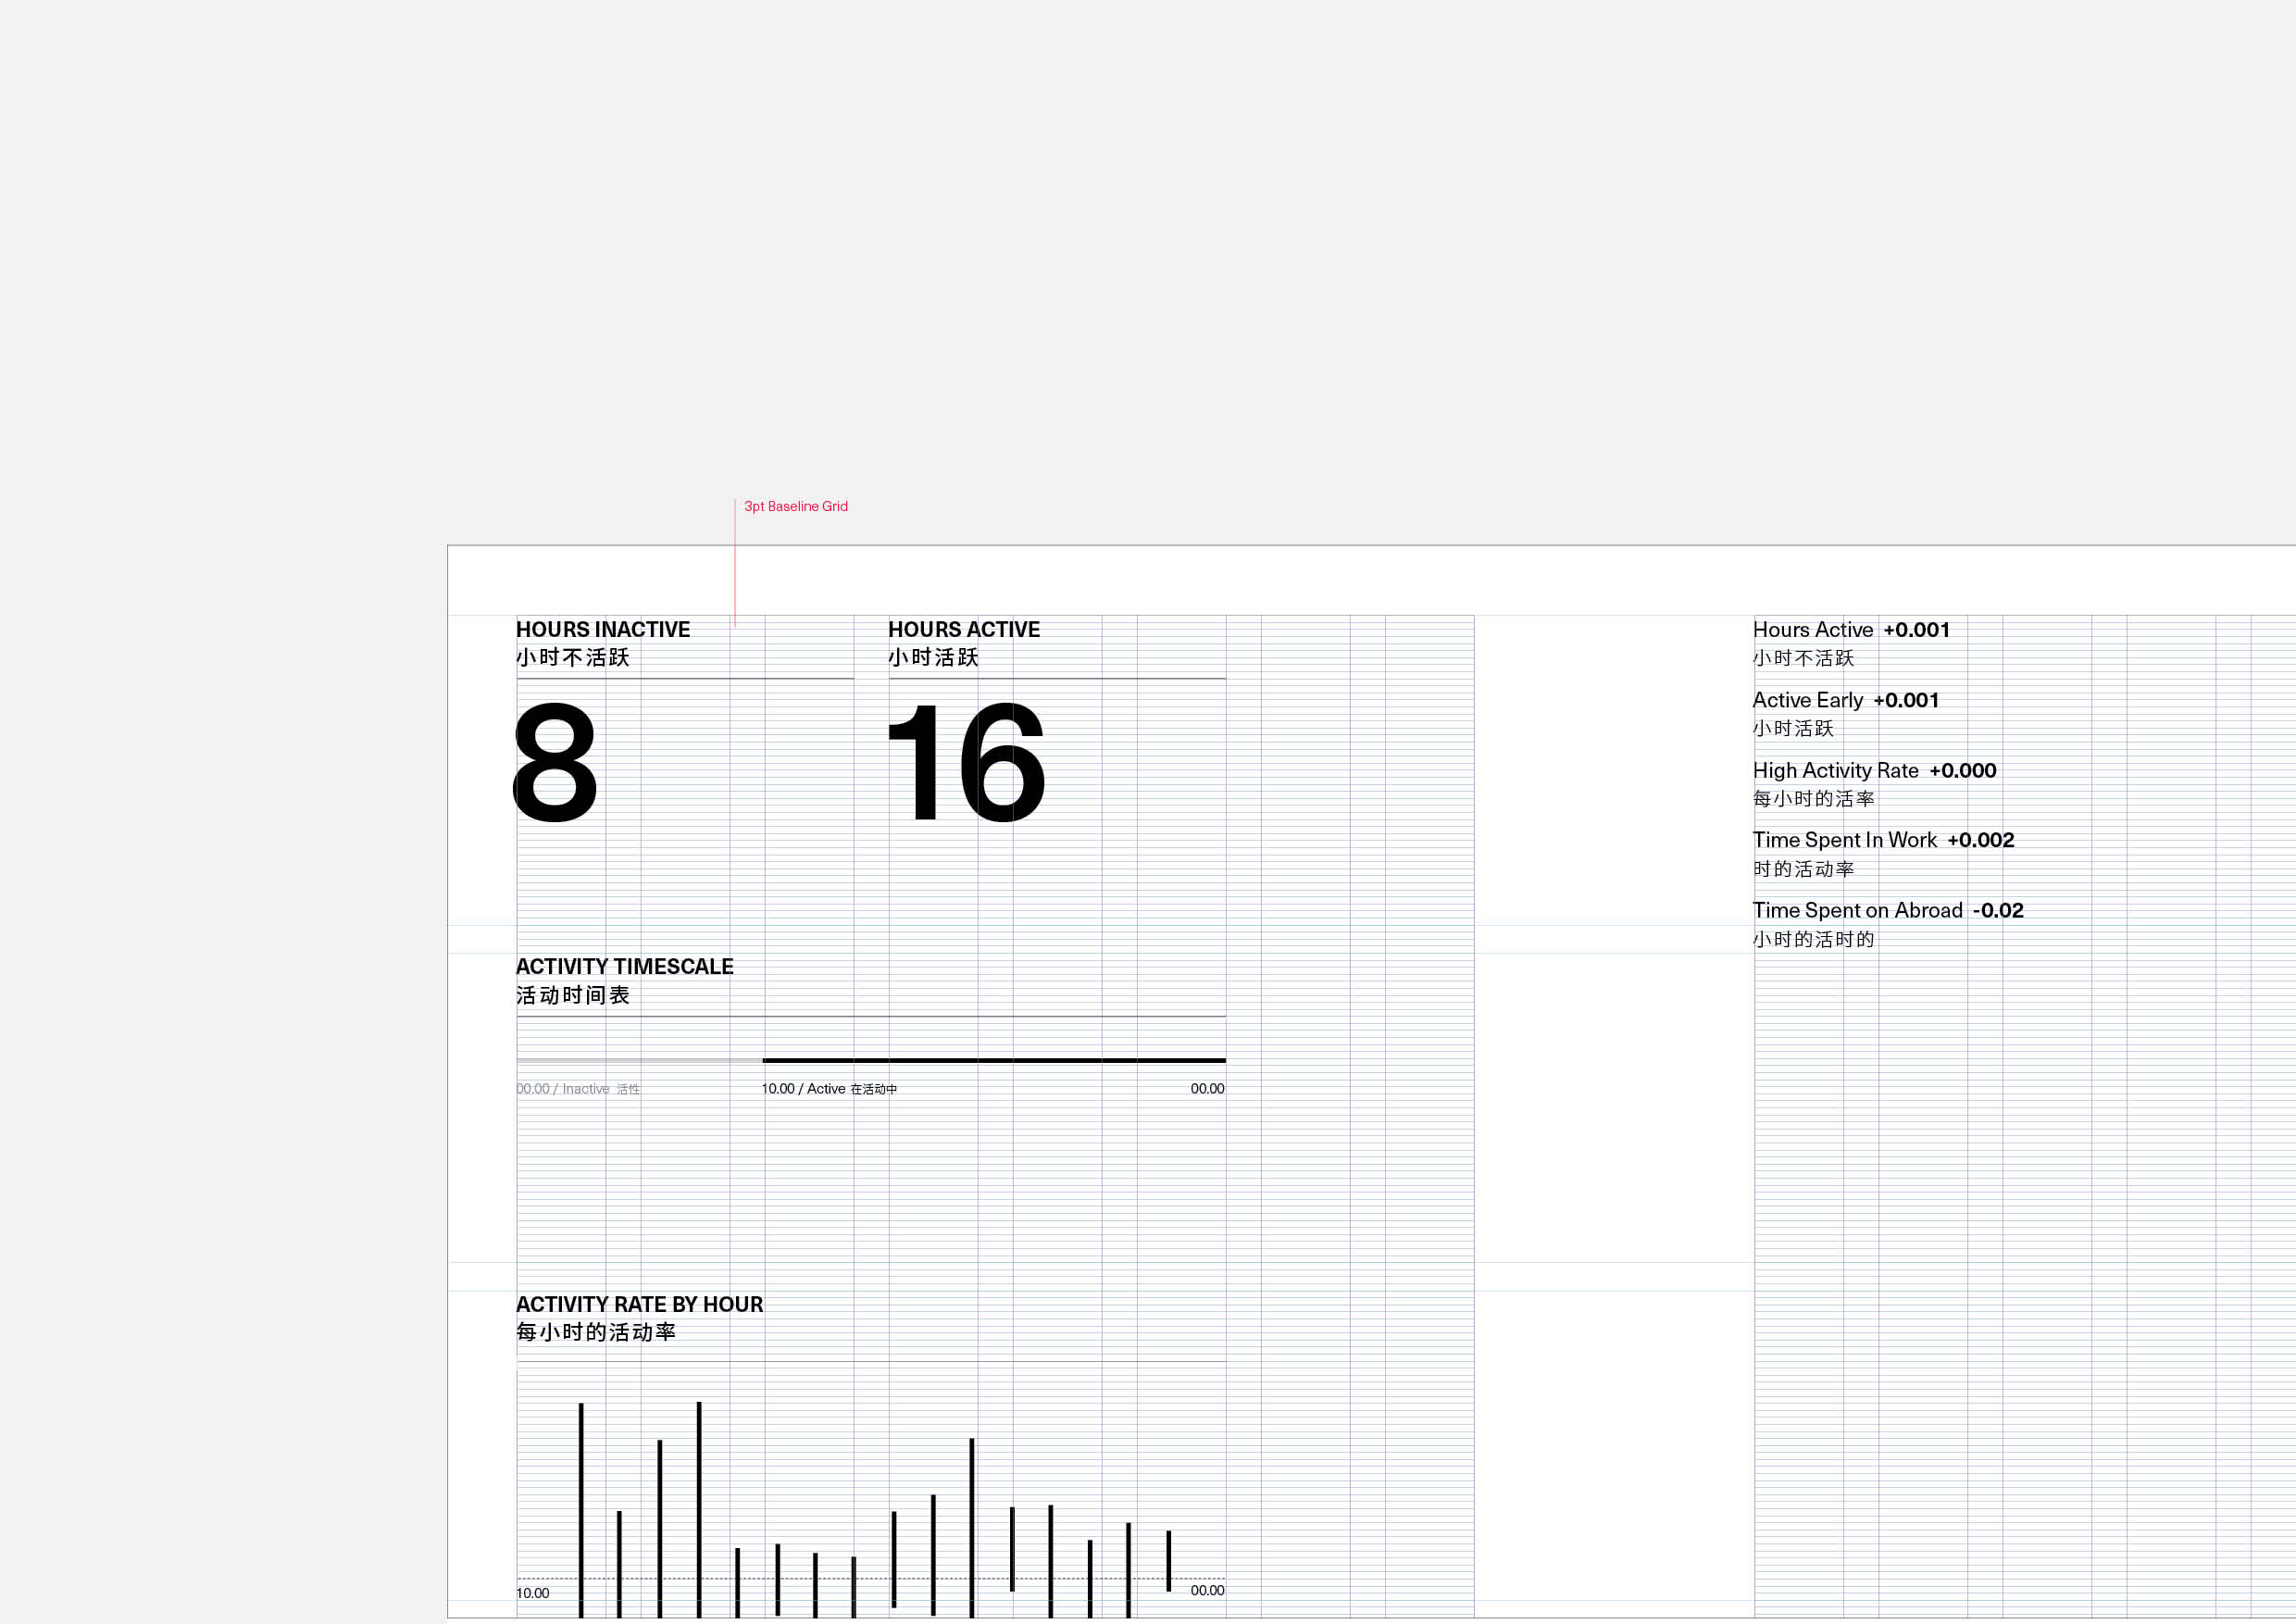 3pt Baseline Grid
HOURS INACTIVE
小时不活跃
8
HOURS ACTIVE
小时活跃
16
ACTIVITY TIMESCALE
活动时间表
00.00 / Inactive 活性
10.00 / Active 在活动中
00.00
ACTIVITY RATE BY HOUR
每小时的活动率
10.00
00.00
Hours Active +0.001
小时不活跃
Active Early +0.001
小时活跃
High Activity Rate +0.000
每小时的活率
Time Spent In Work +0.002
时的活动率
Time Spent on Abroad -0.02
小时的活时的